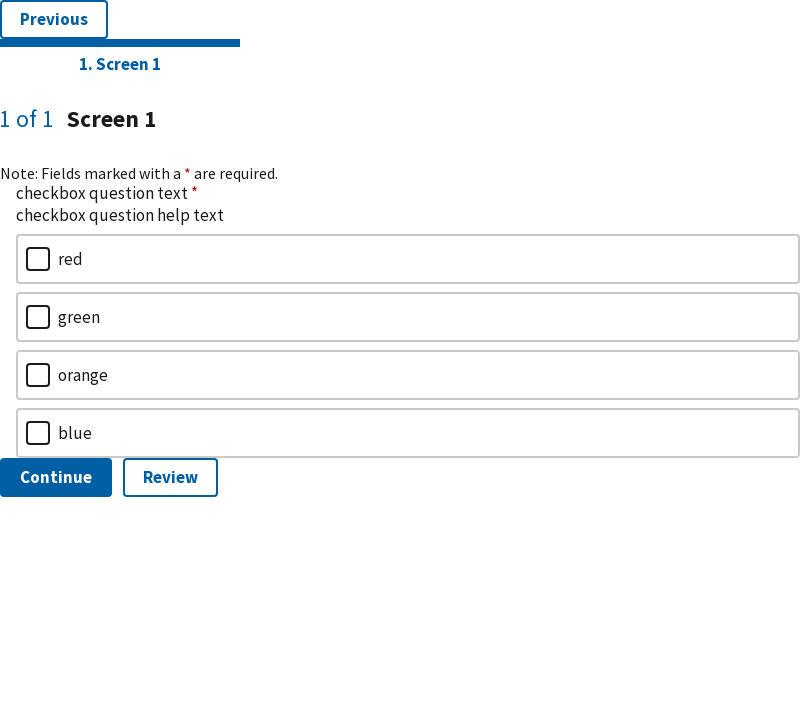 Previous
1. Screen 1
1 of 1 Screen 1
Note: Fields marked with a * are required.
checkbox question text *
checkbox question help text
red
green
orange
blue
Continue Review